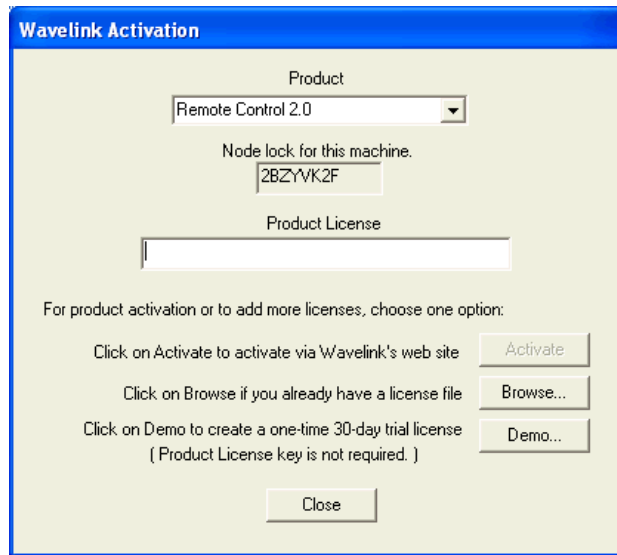 Wavelink Activation
Product
Remote Control 2.0
Node lock for this machine.
2BZYVK2F
Product License
For product activation or to add more licenses, choose one option:
Click on Activate to activate via Wavelink's web site Activate
Click on Browse if you already have a license file Browse...
Click on Demo to create a one-time 30-day trial license Demo...
( Product License key is not required. )
Close